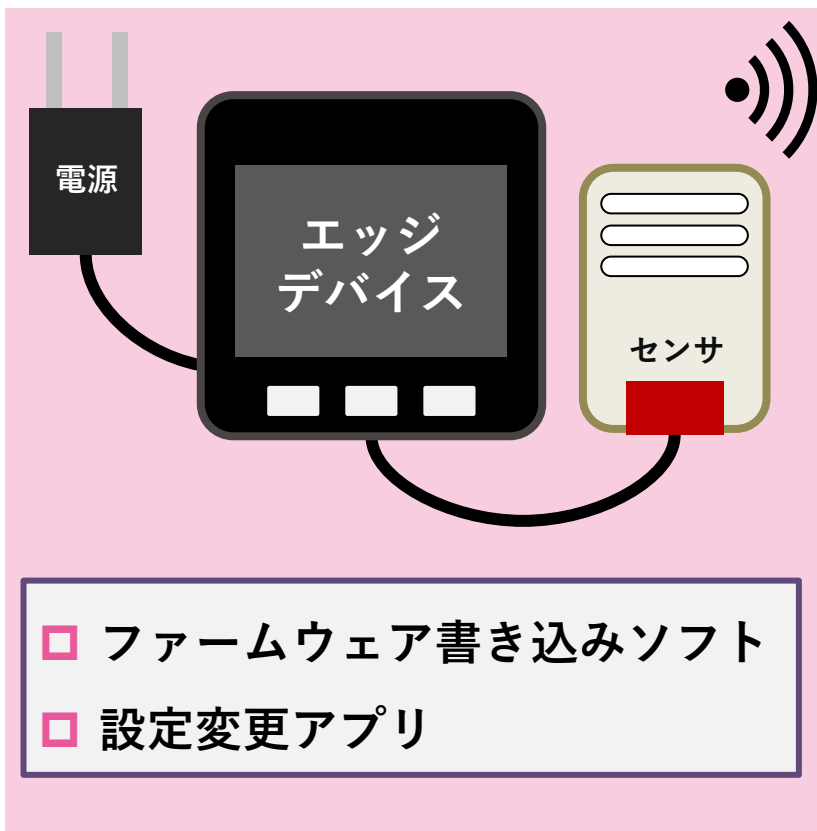 電源
エッジ
デバイス
センサ
ファームウェア書き込みソフト
設定変更アプリ